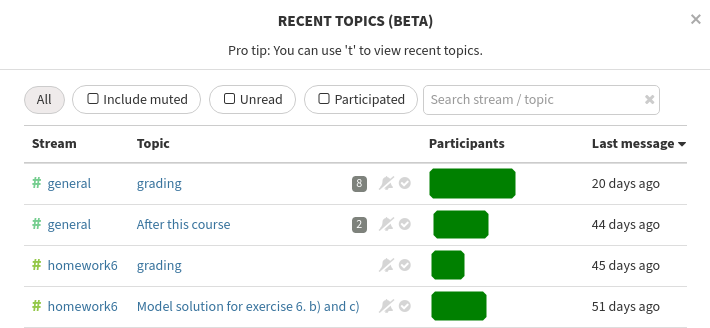 RECENT TOPICS (BETA) ×
Pro tip: You can use 't' to view recent topics.
All Include muted Unread Participated Search stream / topic
Stream Topic Participants Last message
# general grading 8 20 days ago
# general After this course 2 44 days ago
# homework6 grading 45 days ago
# homework6 Model solution for exercise 6. b) and c) 51 days ago